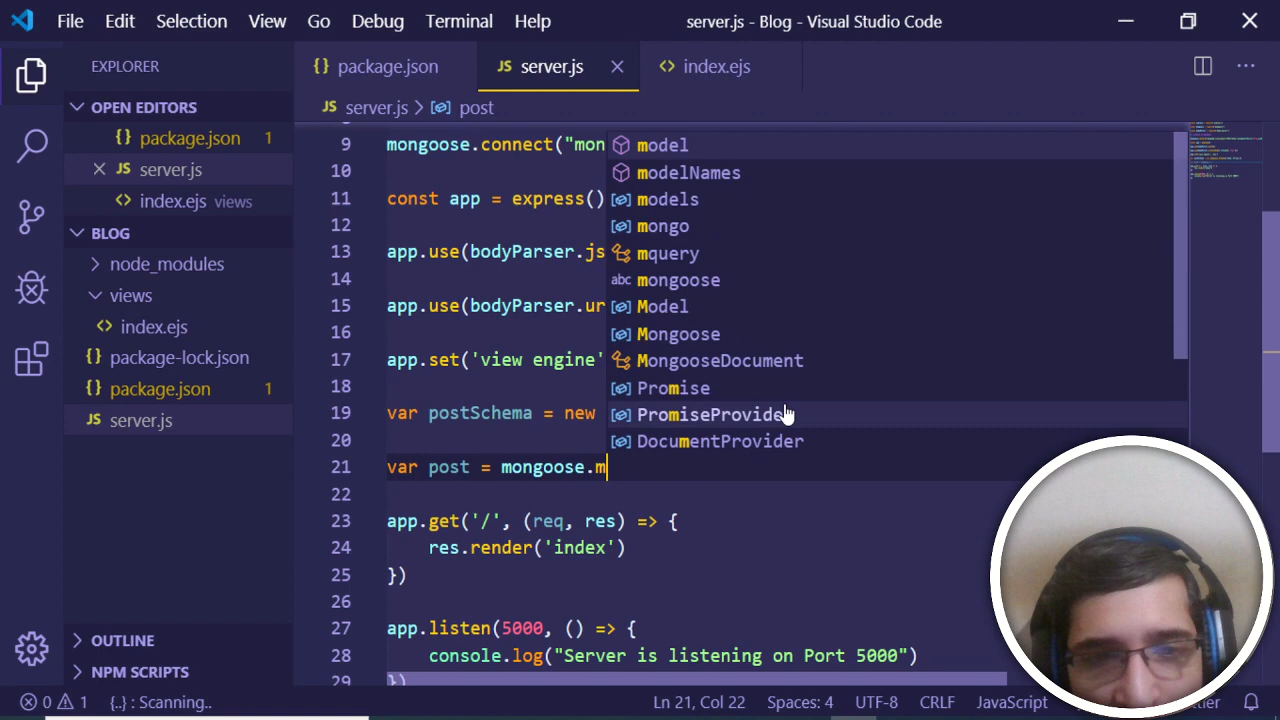 File Edit Selection View Go Debug Terminal Help server.js - Blog - Visual Studio Code
EXPLORER
OPEN EDITORS
package.json 1
server.js
index.ejs views
BLOG
node_modules
views
index.ejs
package-lock.json
package.json 1
server.js
OUTLINE
NPM SCRIPTS
package.json server.js index.ejs
JS server.js > post
9 mongoose.connect("mon
10
11 const app = express()
12
13 app.use(bodyParser.js
14
15 app.use(bodyParser.ur
16
17 app.set('view engine'
18
19 var postSchema = new
20
21 var post = mongoose.m
22
23 app.get('/', (req, res) => {
24 res.render('index')
25 })
26
27 app.listen(5000, () => {
28 console.log("Server is listening on Port 5000")
29 })
model
modelNames
models
mongo
mquery
abc mongoose
Model
Mongoose
MongooseDocument
Promise
PromiseProvide
DocumentProvider
0 1 {..} : Scanning.. Ln 21, Col 22 Spaces: 4 UTF-8 CRLF JavaScript